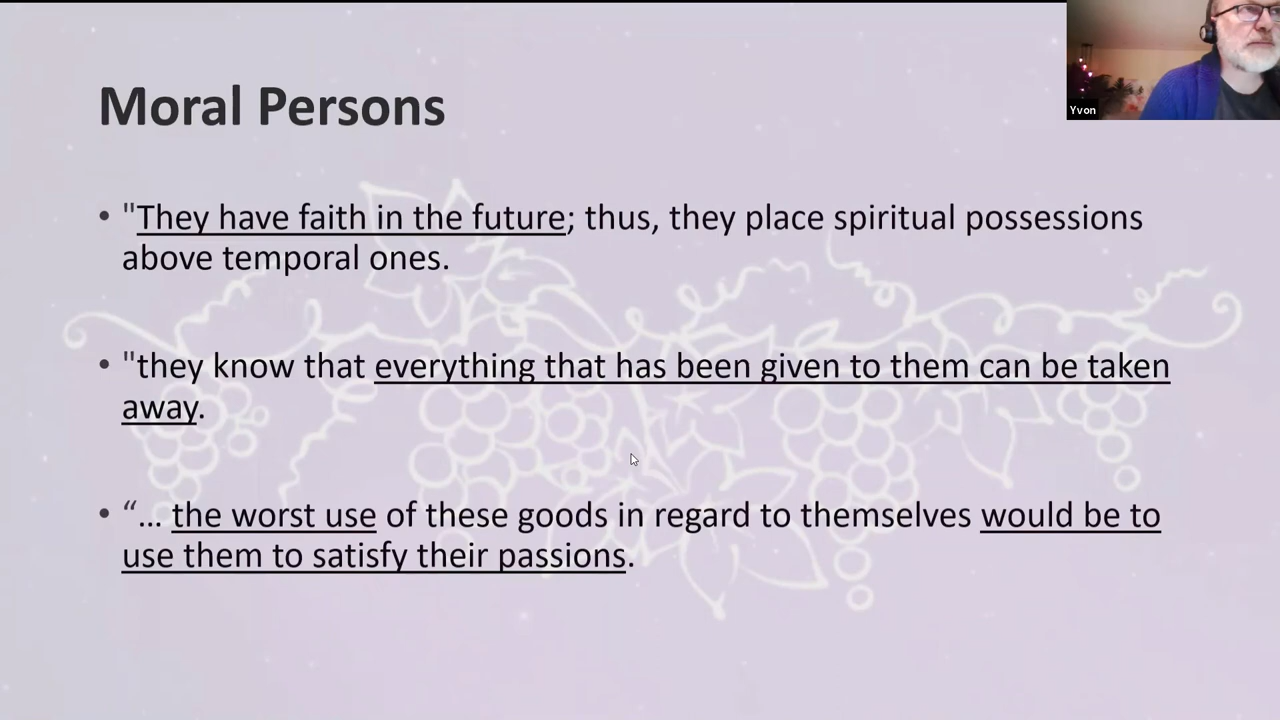 Yvon
Moral Persons
• "They have faith in the future; thus, they place spiritual possessions
above temporal ones.
• "they know that everything that has been given to them can be taken
away.
• “… the worst use of these goods in regard to themselves would be to
use them to satisfy their passions.